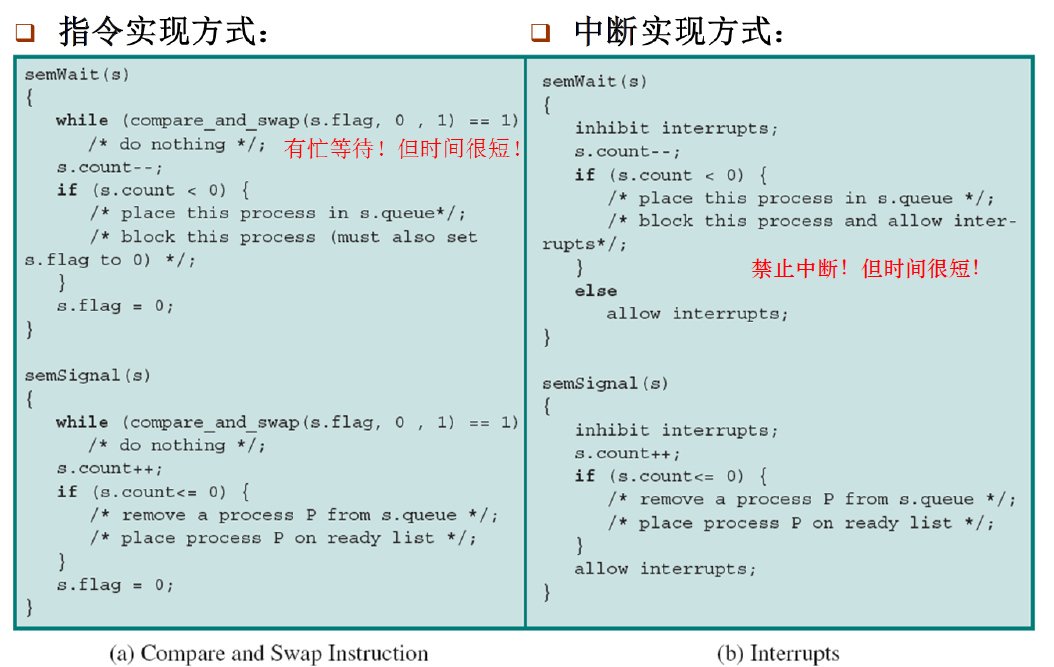 指令实现方式：
semWait(s)
{
while (compare_and_swap(s.flag, 0 , 1) == 1)
/* do nothing */; 有忙等待！但时间很短！
s.count--;
if (s.count < 0) {
/* place this process in s.queue*/;
/* block this process (must also set
s.flag to 0) */;
}
s.flag = 0;
}
semSignal(s)
{
while (compare_and_swap(s.flag, 0 , 1) == 1)
/* do nothing */;
s.count++;
if (s.count<= 0) {
/* remove a process P from s.queue */;
/* place process P on ready list */;
}
s.flag = 0;
}
(a) Compare and Swap Instruction
中断实现方式：
semWait(s)
{
inhibit interrupts;
s.count--;
if (s.count < 0) {
/* place this process in s.queue */;
/* block this process and allow inter-
rupts*/;
}
禁止中断！但时间很短！
else
allow interrupts;
}
semSignal(s)
{
inhibit interrupts;
s.count++;
if (s.count<= 0) {
/* remove a process P from s.queue */;
/* place process P on ready list */;
}
allow interrupts;
}
(b) Interrupts